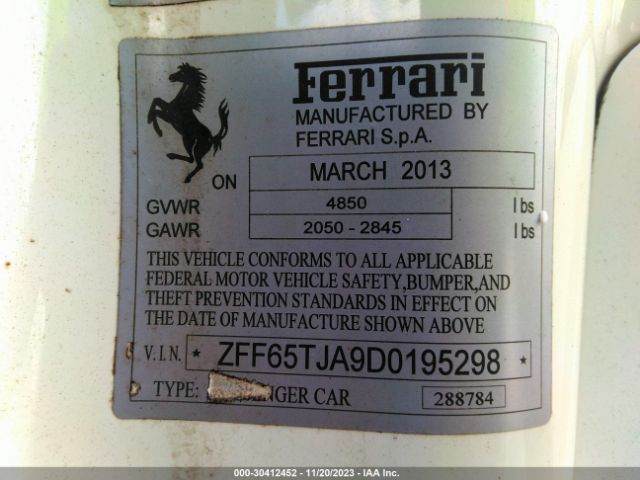 Ferrari
MANUFACTURED BY
FERRARI S.p.A.
ON MARCH 2013
GVWR 4850 lbs
GAWR 2050 - 2845 lbs
THIS VEHICLE CONFORMS TO ALL APPLICABLE
FEDERAL MOTOR VEHICLE SAFETY,BUMPER,AND
THEFT PREVENTION STANDARDS IN EFFECT ON
THE DATE OF MANUFACTURE SHOWN ABOVE
V.I.N. * ZFF65TJA9D0195298 *
TYPE: CAR 288784
000-30412452 - 11/20/2023 - IAA Inc.